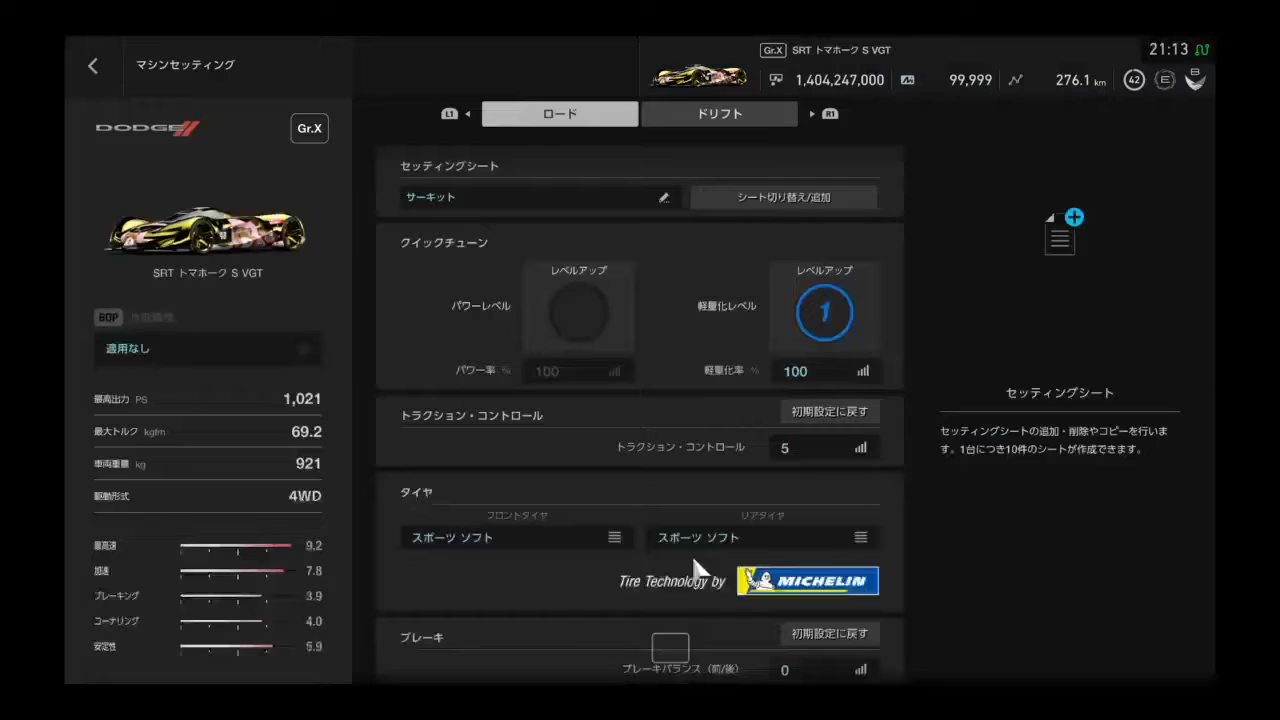 マシンセッティング
Gr.X SRT トマホーク S VGT
21:13
1,404,247,000
99,999
276.1 km
42
E
B
L1
ロード
ドリフト
R1
DODGE
Gr.X
SRT トマホーク S VGT
BOP
適用なし
最高出力 PS 1,021
最大トルク kgfm 69.2
車両重量 kg 921
駆動形式 4WD
最高速 9.2
加速 7.8
ブレーキング 3.9
コーナリング 4.0
安定性 5.9
セッティングシート
サーキット
シート切り替え/追加
クイックチューン
レベルアップ
レベルアップ
パワーレベル
軽量化レベル
1
パワー率 % 100
軽量化率 % 100
トラクション・コントロール
初期設定に戻す
トラクション・コントロール 5
タイヤ
フロントタイヤ
リアタイヤ
スポーツ ソフト
スポーツ ソフト
Tire Technology by MICHELIN
ブレーキ
初期設定に戻す
ブレーキバランス（前/後） 0
セッティングシート
セッティングシートの追加・削除やコピーを行いま
す。1台につき10件のシートが作成できます。